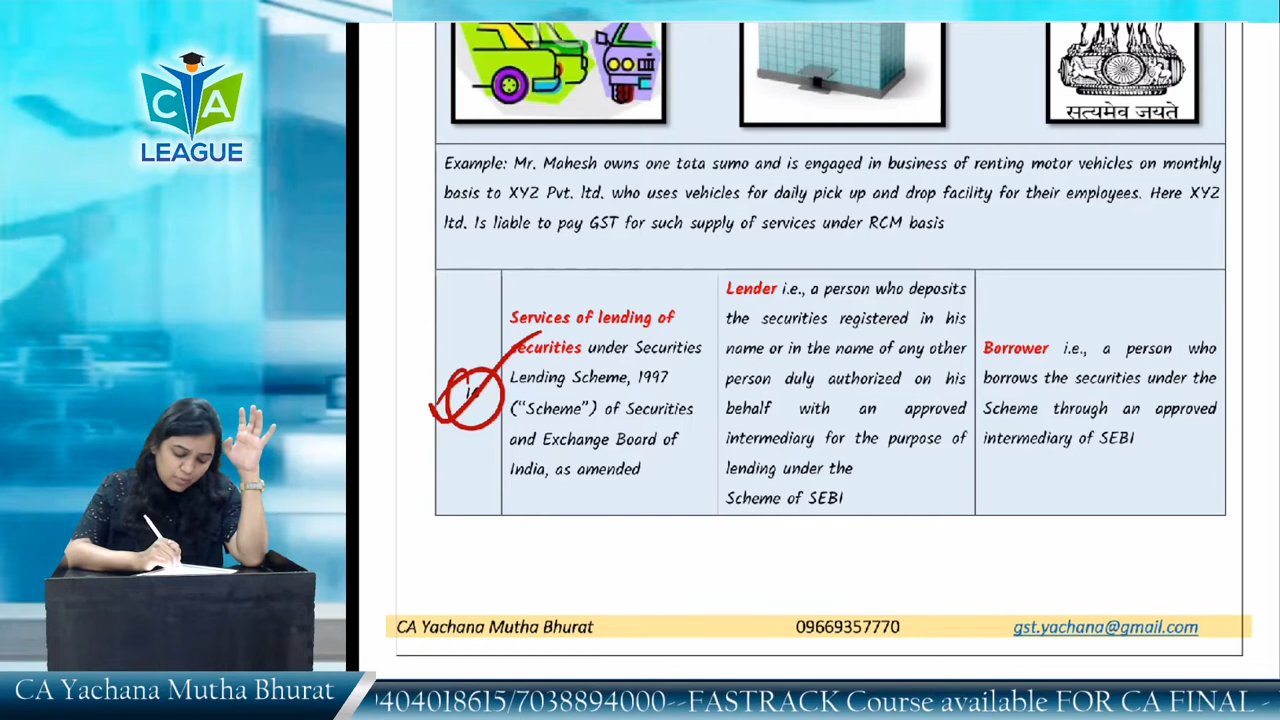 CA
LEAGUE
सत्यमेव जयते
Example: Mr. Mahesh owns one tata sumo and is engaged in business of renting motor vehicles on monthly
basis to XYZ Pvt. ltd. who uses vehicles for daily pick up and drop facility for their employees. Here XYZ
ltd. Is liable to pay GST for such supply of services under RCM basis
Services of lending of
securities under Securities
Lending Scheme, 1997
(“Scheme”) of Securities
and Exchange Board of
India, as amended
Lender i.e., a person who deposits
the securities registered in his
name or in the name of any other
person duly authorized on his
behalf with an approved
intermediary for the purpose of
lending under the
Scheme of SEBI
Borrower i.e., a person who
borrows the securities under the
Scheme through an approved
intermediary of SEBI
CA Yachana Mutha Bhurat 09669357770 gst.yachana@gmail.com
CA Yachana Mutha Bhurat
9404018615/7038894000--FASTRACK Course available FOR CA FINAL -